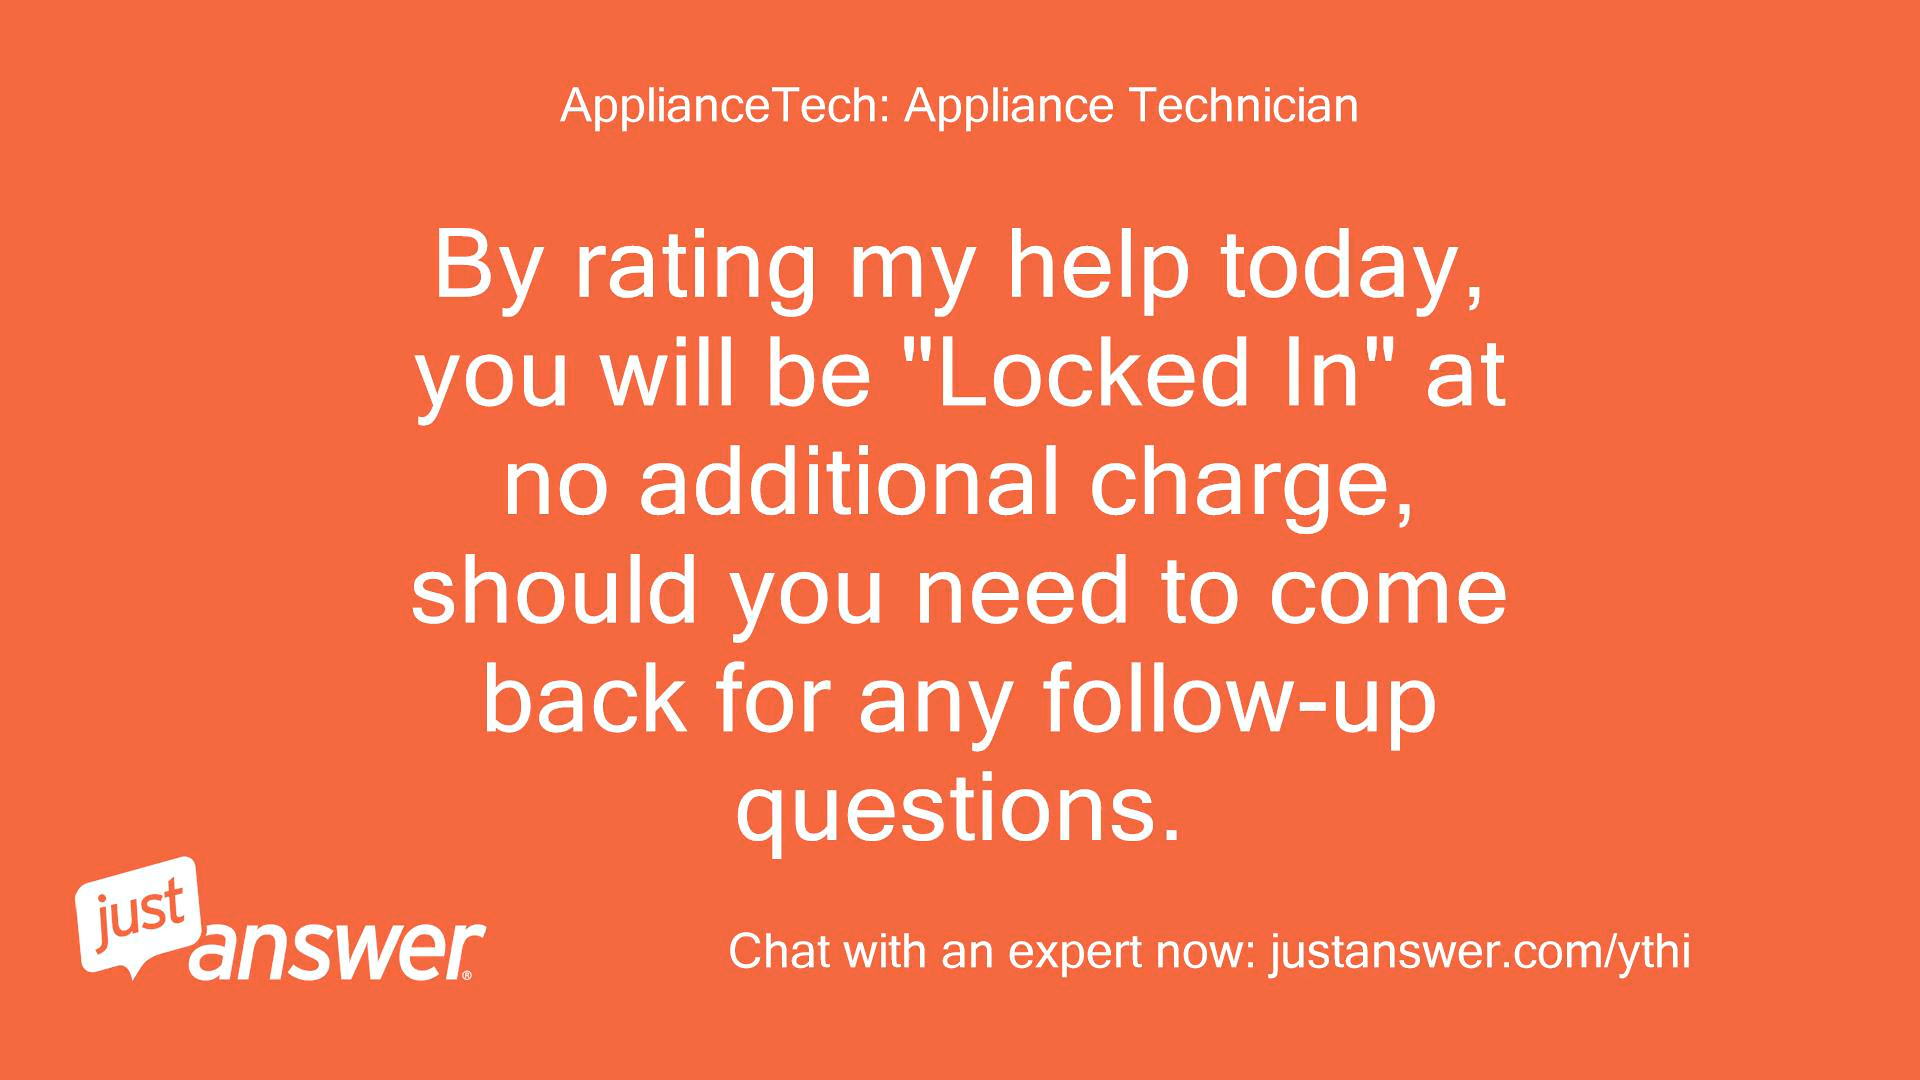 ApplianceTech: Appliance Technician
By rating my help today,
you will be "Locked In" at
no additional charge,
should you need to come
back for any follow-up
questions.
just
answer®
Chat with an expert now: justanswer.com/ythi